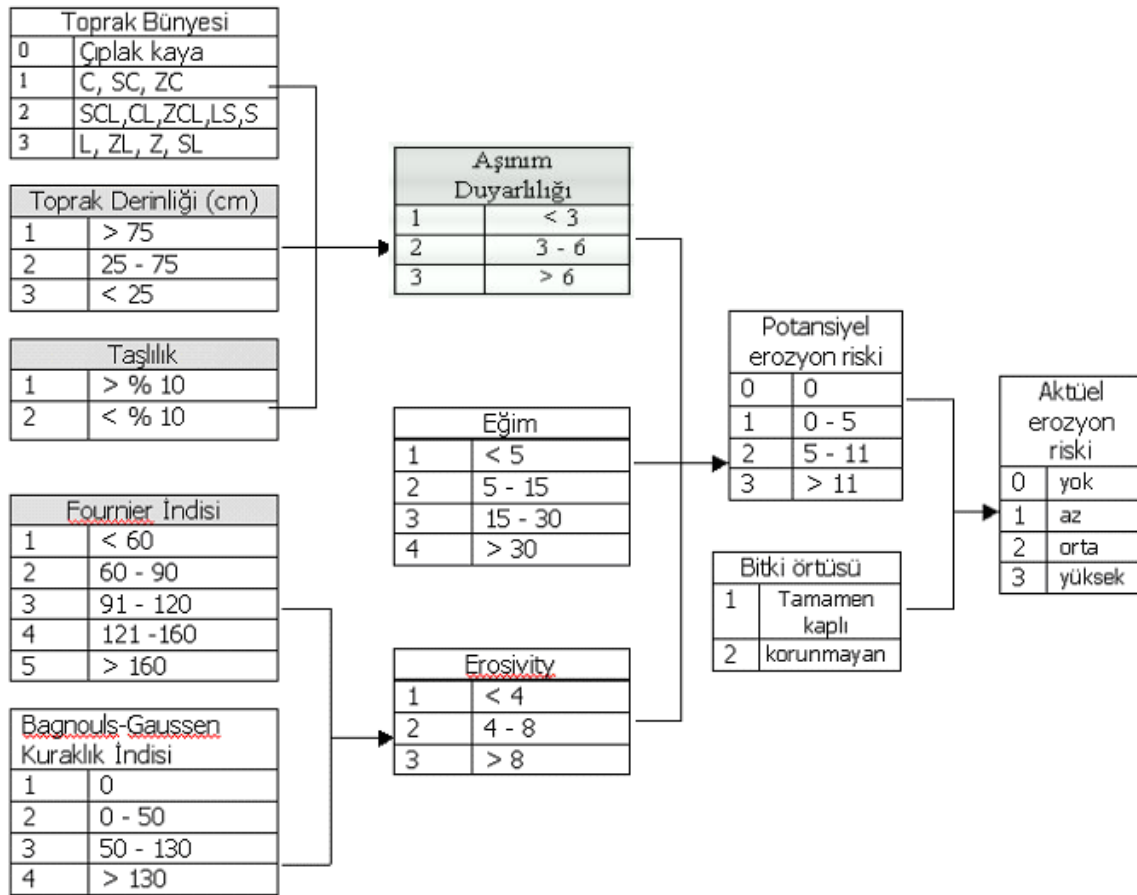 Toprak Bünyesi
0 Çıplak kaya
1 C, SC, ZC
2 SCL,CL,ZCL,LS,S
3 L, ZL, Z, SL
Toprak Derinliği (cm)
1 > 75
2 25 - 75
3 < 25
Taşlılık
1 > % 10
2 < % 10
Fournier İndisi
1 < 60
2 60 - 90
3 91 - 120
4 121 -160
5 > 160
Bagnouls-Gaussen
Kuraklık İndisi
1 0
2 0 - 50
3 50 - 130
4 > 130
Aşınım
Duyarlılığı
1 < 3
2 3 - 6
3 > 6
Eğim
1 < 5
2 5 - 15
3 15 - 30
4 > 30
Erosivity
1 < 4
2 4 - 8
3 > 8
Potansiyel
erozyon riski
0 0
1 0 - 5
2 5 - 11
3 > 11
Bitki örtüsü
1 Tamamen
kaplı
2 korunmayan
Aktüel
erozyon
riski
0 yok
1 az
2 orta
3 yüksek